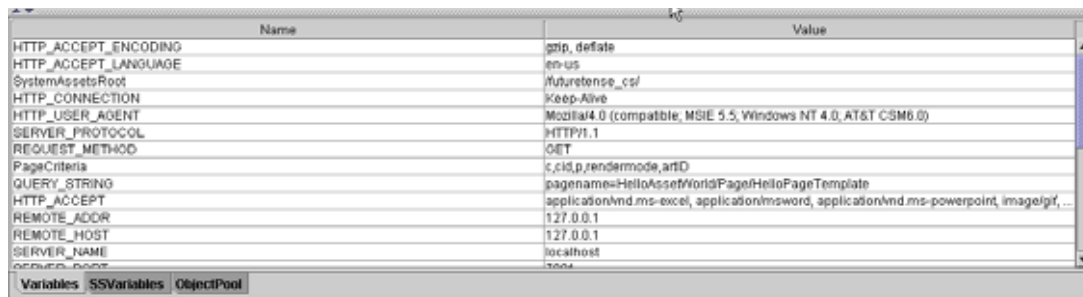 Name Value
HTTP_ACCEPT_ENCODING gzip, deflate
HTTP_ACCEPT_LANGUAGE en-us
SystemAssetsRoot /futuretense_cs/
HTTP_CONNECTION Keep-Alive
HTTP_USER_AGENT Mozilla/4.0 (compatible; MSIE 5.5; Windows NT 4.0; AT&T CSM6.0)
SERVER_PROTOCOL HTTP/1.1
REQUEST_METHOD GET
PageCriteria c,cid,p,rendermode,artID
QUERY_STRING pagename=HelloAssetWorld/Page/HelloPageTemplate
HTTP_ACCEPT application/vnd.ms-excel, application/msword, application/vnd.ms-powerpoint, image/gif, ...
REMOTE_ADDR 127.0.0.1
REMOTE_HOST 127.0.0.1
SERVER_NAME localhost
SERVER_PORT
Variables SSVariables ObjectPool